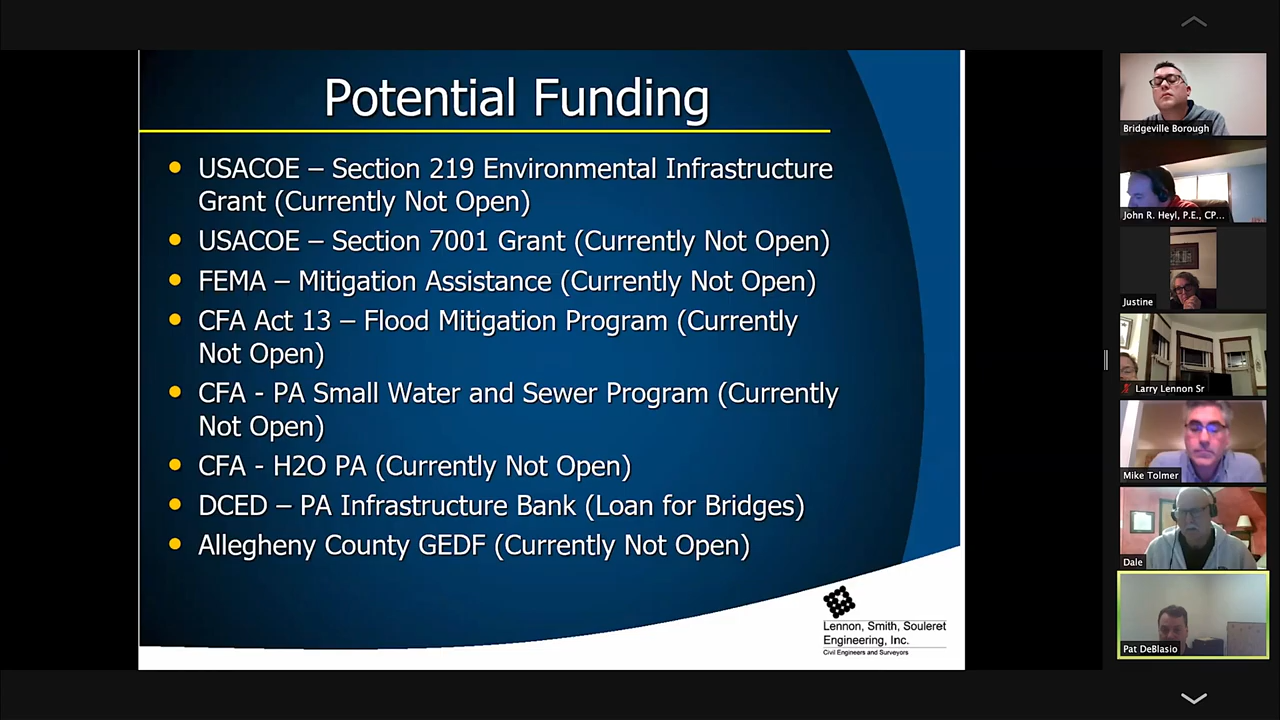 Potential Funding
USACOE – Section 219 Environmental Infrastructure
Grant (Currently Not Open)
USACOE – Section 7001 Grant (Currently Not Open)
FEMA – Mitigation Assistance (Currently Not Open)
CFA Act 13 – Flood Mitigation Program (Currently
Not Open)
CFA - PA Small Water and Sewer Program (Currently
Not Open)
CFA - H2O PA (Currently Not Open)
DCED – PA Infrastructure Bank (Loan for Bridges)
Allegheny County GEDF (Currently Not Open)
Lennon, Smith, Souleret
Engineering, Inc.
Civil Engineers and Surveyors
Bridgeville Borough
John R. Heyl, P.E., CP...
Justine
Larry Lennon Sr
Mike Tolmer
Dale
Pat DeBlasio